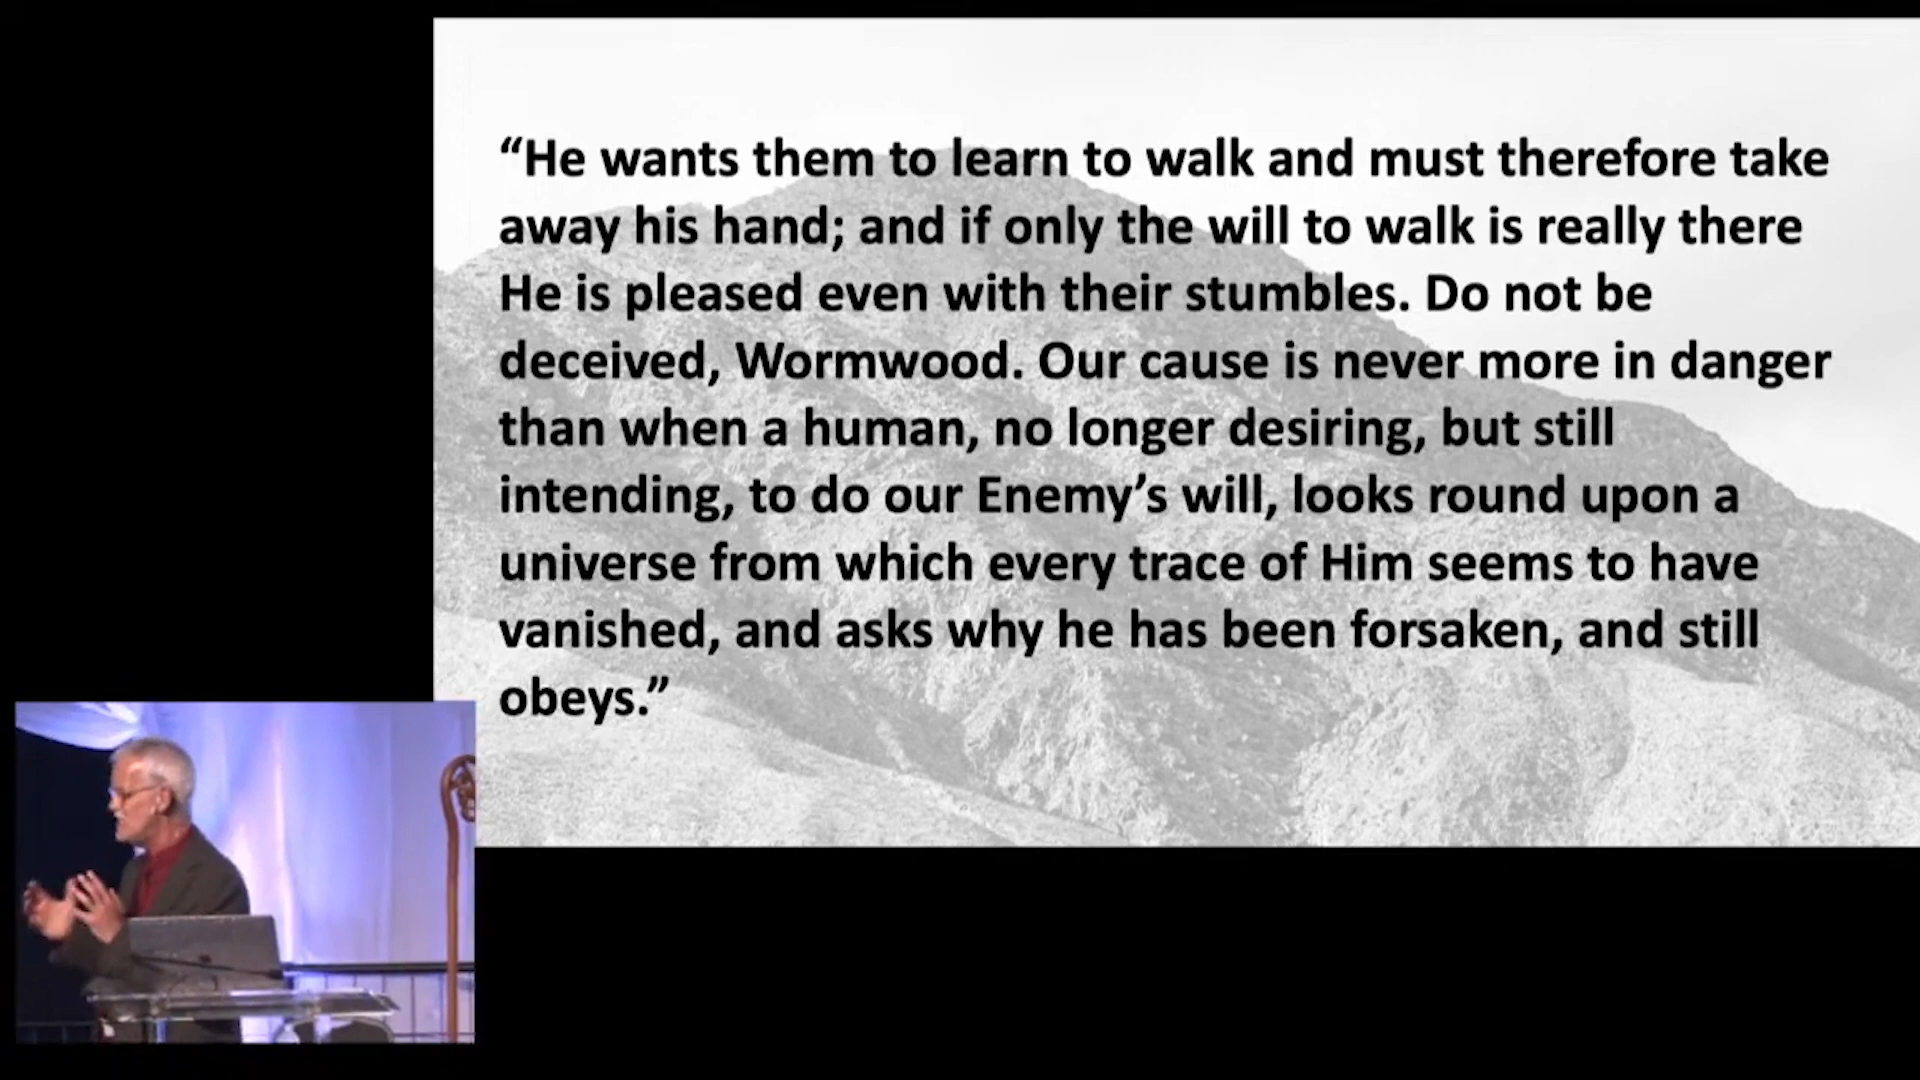 “He wants them to learn to walk and must therefore take
away his hand; and if only the will to walk is really there
He is pleased even with their stumbles. Do not be
deceived, Wormwood. Our cause is never more in danger
than when a human, no longer desiring, but still
intending, to do our Enemy’s will, looks round upon a
universe from which every trace of Him seems to have
vanished, and asks why he has been forsaken, and still
obeys.”